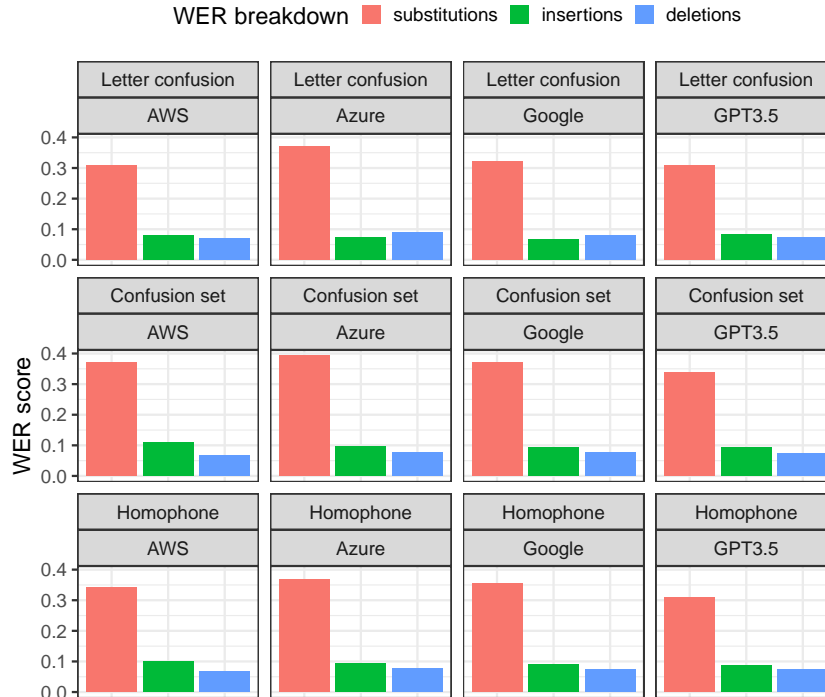 WER breakdown substitutions insertions deletions
Letter confusion Letter confusion Letter confusion Letter confusion
AWS Azure Google GPT3.5
0.4
0.3
0.2
0.1
0.0
Confusion set Confusion set Confusion set Confusion set
AWS Azure Google GPT3.5
0.4
0.3
0.2
0.1
0.0
WER score
Homophone Homophone Homophone Homophone
AWS Azure Google GPT3.5
0.4
0.3
0.2
0.1
0.0